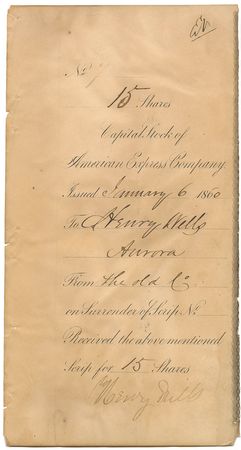 No. 7
15 Shares
Capital Stock of
American Express Company
Issued January 6 1860
To Henry Wells
Aurora
From the old Co
on Surrender of Scrip No
Received the above mentioned
Scrip for 15 Shares
Henry Wells